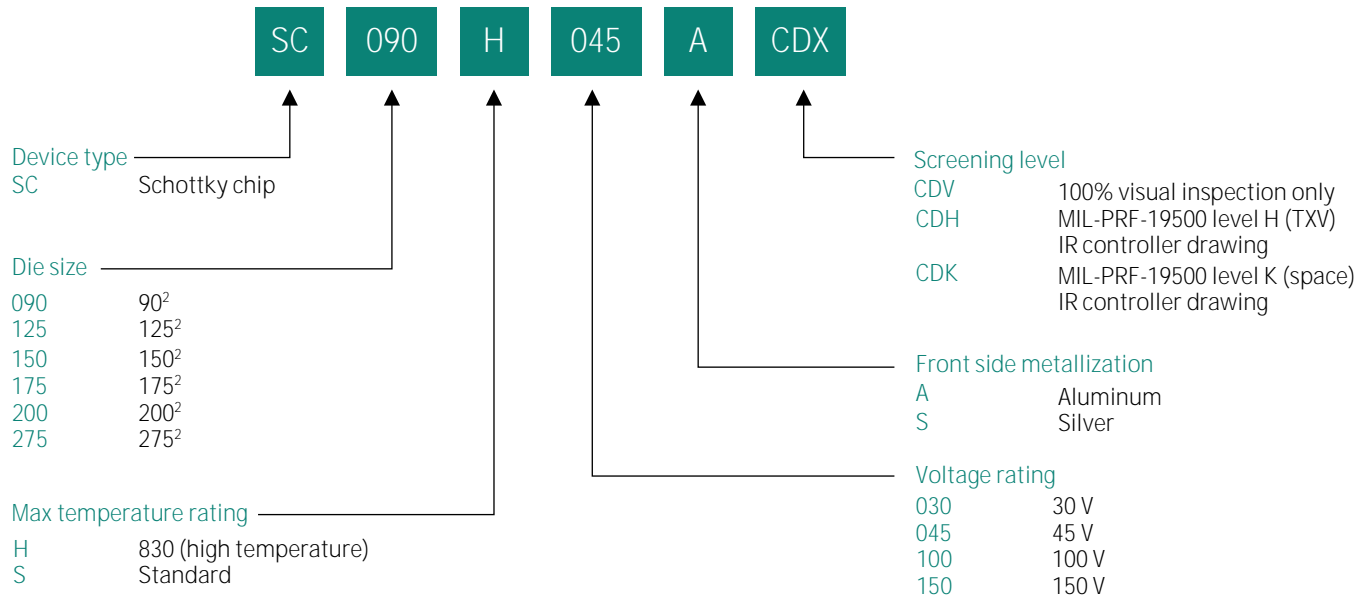 SC 090 H 045 A CDX
Device type
SC Schottky chip
Die size
090 90²
125 125²
150 150²
175 175²
200 200²
275 275²
Max temperature rating
H 830 (high temperature)
S Standard
Screening level
CDV 100% visual inspection only
CDH MIL-PRF-19500 level H (TXV)
IR controller drawing
CDK MIL-PRF-19500 level K (space)
IR controller drawing
Front side metallization
A Aluminum
S Silver
Voltage rating
030 30 V
045 45 V
100 100 V
150 150 V